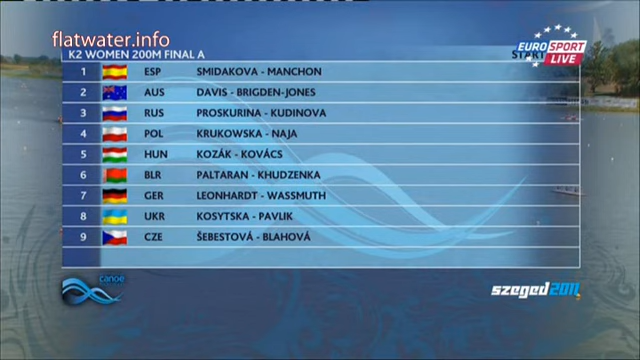 flatwater.info
K2 WOMEN 200M FINAL A
START
EUROSPORT
LIVE
1 ESP SMIDAKOVA - MANCHON
2 AUS DAVIS - BRIGDEN-JONES
3 RUS PROSKURINA - KUDINOVA
4 POL KRUKOWSKA - NAJA
5 HUN KOZÁK - KOVÁCS
6 BLR PALTARAN - KHUDZENKA
7 GER LEONHARDT - WASSMUTH
8 UKR KOSYTSKA - PAVLIK
9 CZE ŠEBESTOVÁ - BLAHOVÁ
canoe
szeged2011